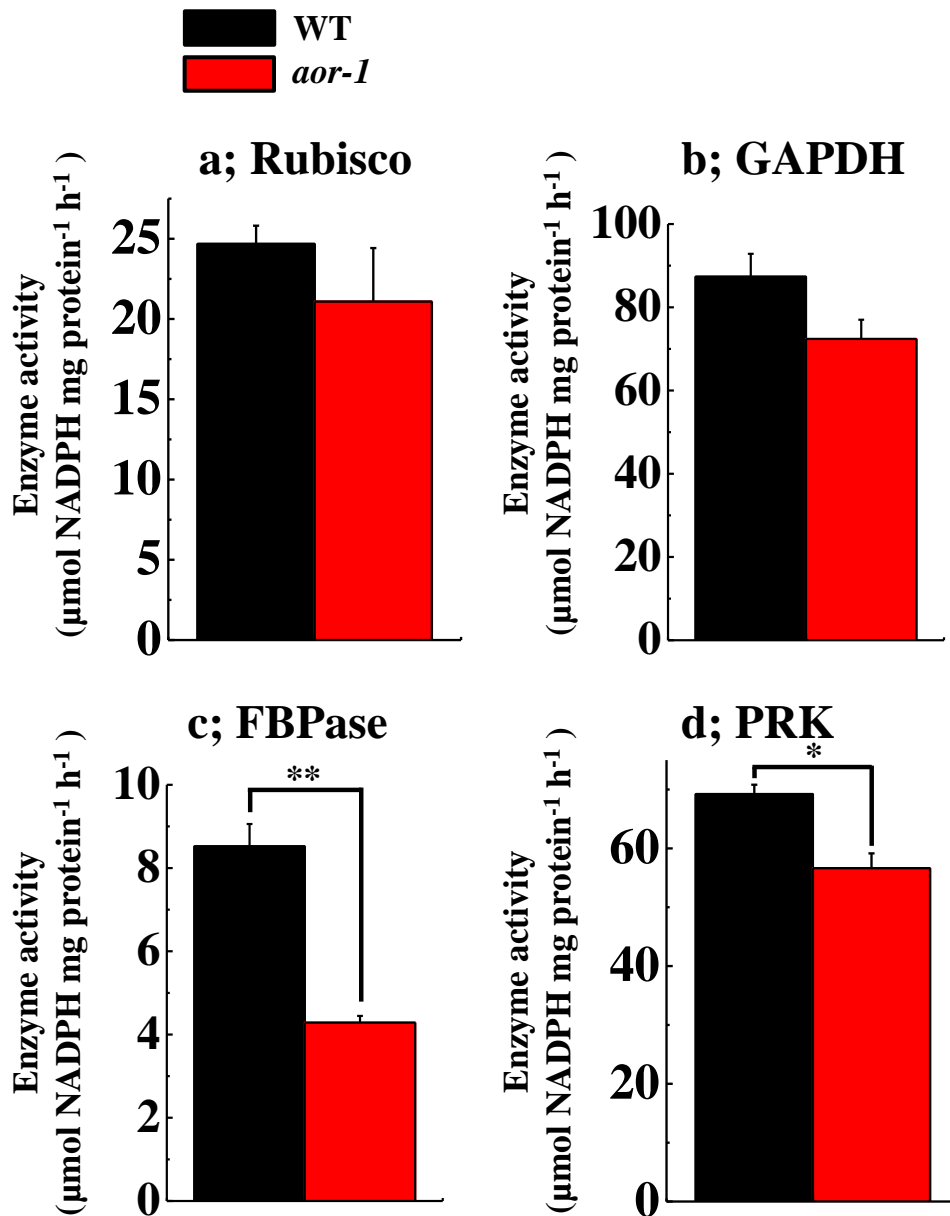 WT
aor-1
a; Rubisco
Enzyme activity
(μmol NADPH mg protein⁻¹ h⁻¹ )
25
20
15
10
5
0
b; GAPDH
Enzyme activity
(μmol NADPH mg protein⁻¹ h⁻¹ )
100
80
60
40
20
0
c; FBPase
Enzyme activity
(μmol NADPH mg protein⁻¹ h⁻¹ )
10
8
6
4
2
0
**
d; PRK
Enzyme activity
(μmol NADPH mg protein⁻¹ h⁻¹ )
60
40
20
0
*